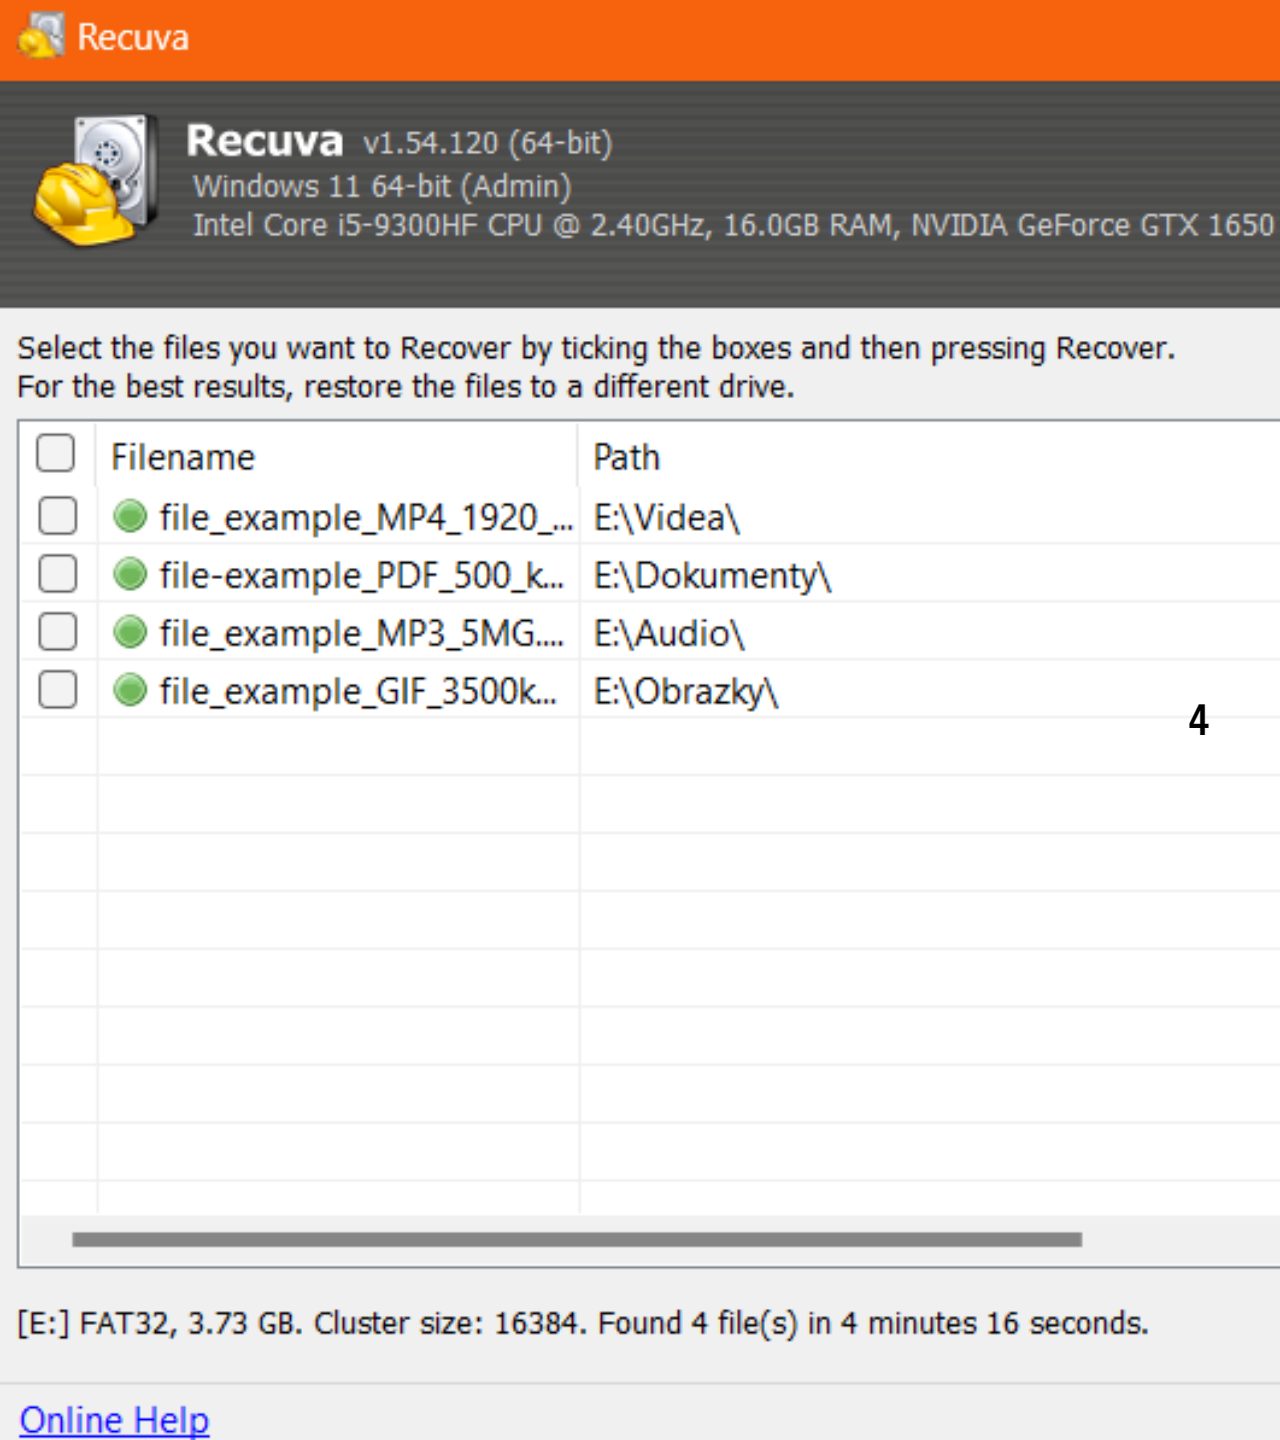 Recuva
Recuva v1.54.120 (64-bit)
Windows 11 64-bit (Admin)
Intel Core i5-9300HF CPU @ 2.40GHz, 16.0GB RAM, NVIDIA GeForce GTX 1650
Select the files you want to Recover by ticking the boxes and then pressing Recover.
For the best results, restore the files to a different drive.
Filename Path
file_example_MP4_1920_... E:\Videa\
file-example_PDF_500_k... E:\Dokumenty\
file_example_MP3_5MG.... E:\Audio\
file_example_GIF_3500k... E:\Obrazky\
4
[E:] FAT32, 3.73 GB. Cluster size: 16384. Found 4 file(s) in 4 minutes 16 seconds.
Online Help